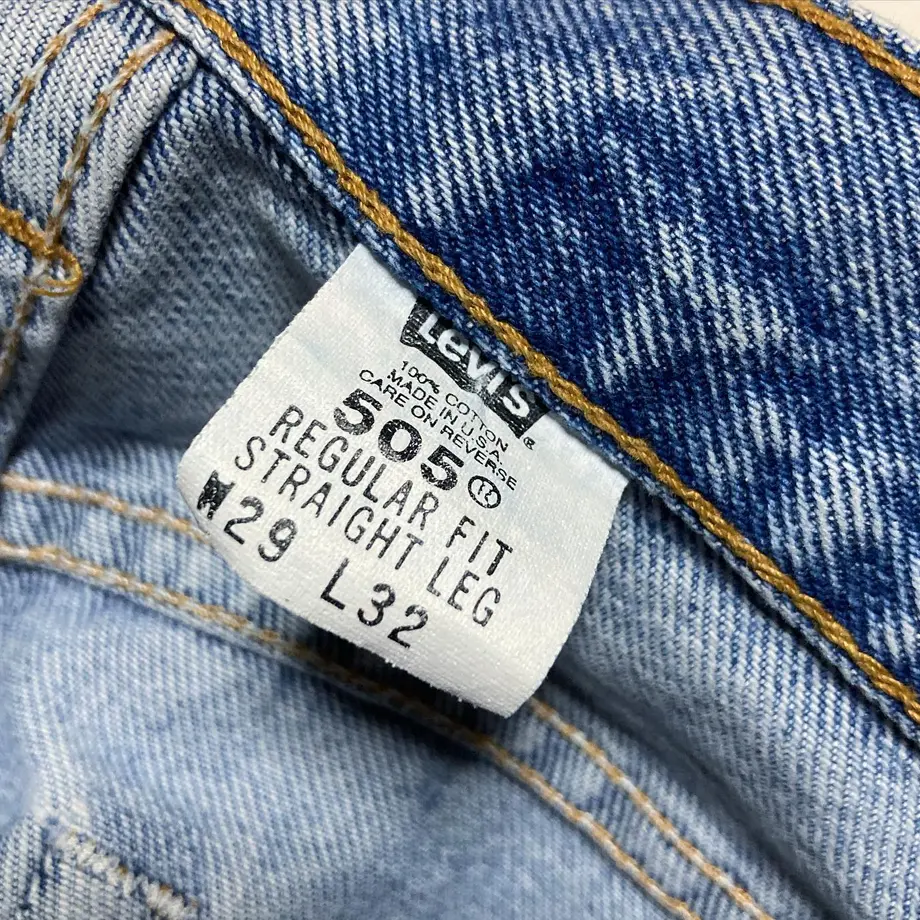 Levi's ®
100% COTTON
MADE IN U.S.A.
CARE ON REVERSE
505
REGULAR FIT
STRAIGHT LEG
W29 L32